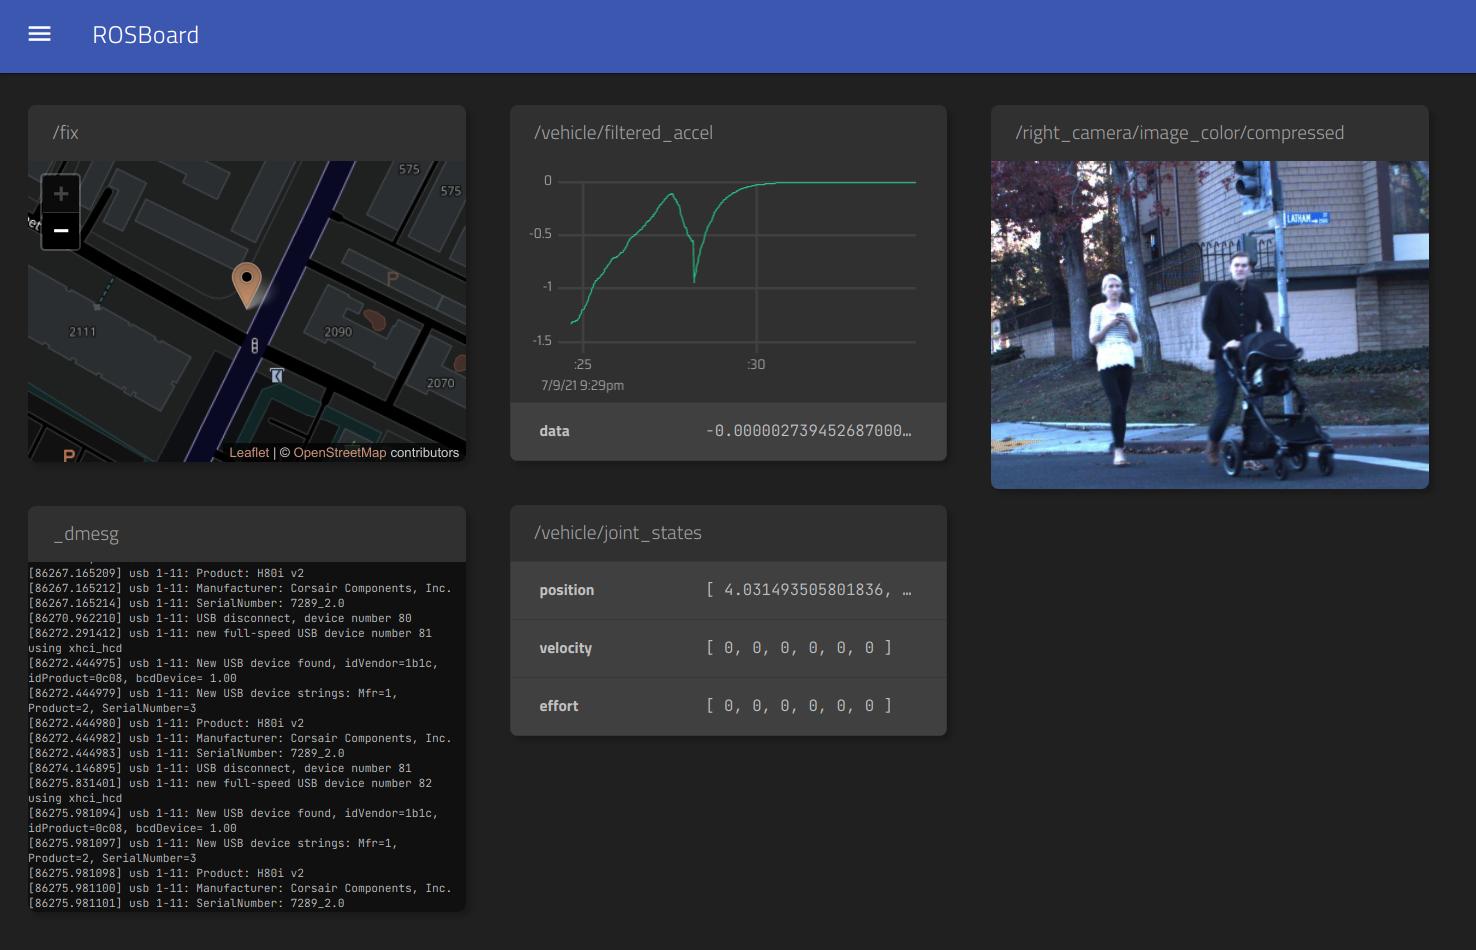 ROSBoard
/fix
575
575
+
−
2111
2090
2070
P
P
Leaflet | © OpenStreetMap contributors
/vehicle/filtered_accel
0
-0.5
-1
-1.5
:25
:30
7/9/21 9:29pm
data -0.000002739452687000…
/right_camera/image_color/compressed
LATHAM
_dmesg
[86267.165209] usb 1-11: Product: H80i v2
[86267.165212] usb 1-11: Manufacturer: Corsair Components, Inc.
[86267.165214] usb 1-11: SerialNumber: 7289_2.0
[86270.962210] usb 1-11: USB disconnect, device number 80
[86272.291412] usb 1-11: new full-speed USB device number 81
using xhci_hcd
[86272.444975] usb 1-11: New USB device found, idVendor=1b1c,
idProduct=0c08, bcdDevice= 1.00
[86272.444979] usb 1-11: New USB device strings: Mfr=1,
Product=2, SerialNumber=3
[86272.444980] usb 1-11: Product: H80i v2
[86272.444982] usb 1-11: Manufacturer: Corsair Components, Inc.
[86272.444983] usb 1-11: SerialNumber: 7289_2.0
[86274.146895] usb 1-11: USB disconnect, device number 81
[86275.831401] usb 1-11: new full-speed USB device number 82
using xhci_hcd
[86275.981094] usb 1-11: New USB device found, idVendor=1b1c,
idProduct=0c08, bcdDevice= 1.00
[86275.981097] usb 1-11: New USB device strings: Mfr=1,
Product=2, SerialNumber=3
[86275.981098] usb 1-11: Product: H80i v2
[86275.981100] usb 1-11: Manufacturer: Corsair Components, Inc.
[86275.981101] usb 1-11: SerialNumber: 7289_2.0
/vehicle/joint_states
position [ 4.031493505801836, …
velocity [ 0, 0, 0, 0, 0, 0 ]
effort [ 0, 0, 0, 0, 0, 0 ]